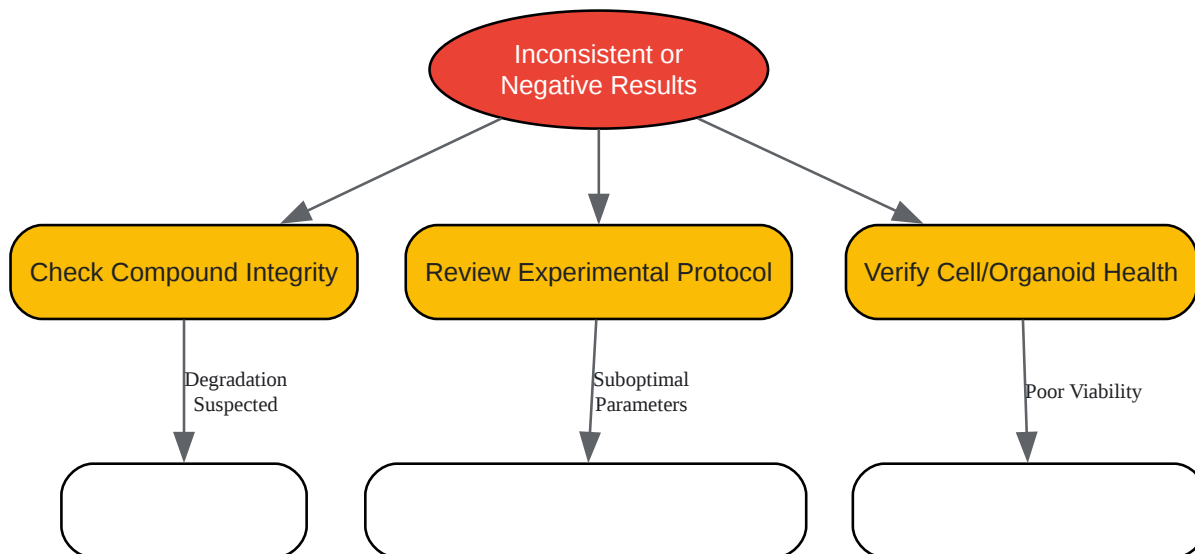 Inconsistent or
Negative Results
Check Compound Integrity
Review Experimental Protocol
Verify Cell/Organoid Health
Degradation
Suspected
Suboptimal
Parameters
Poor Viability